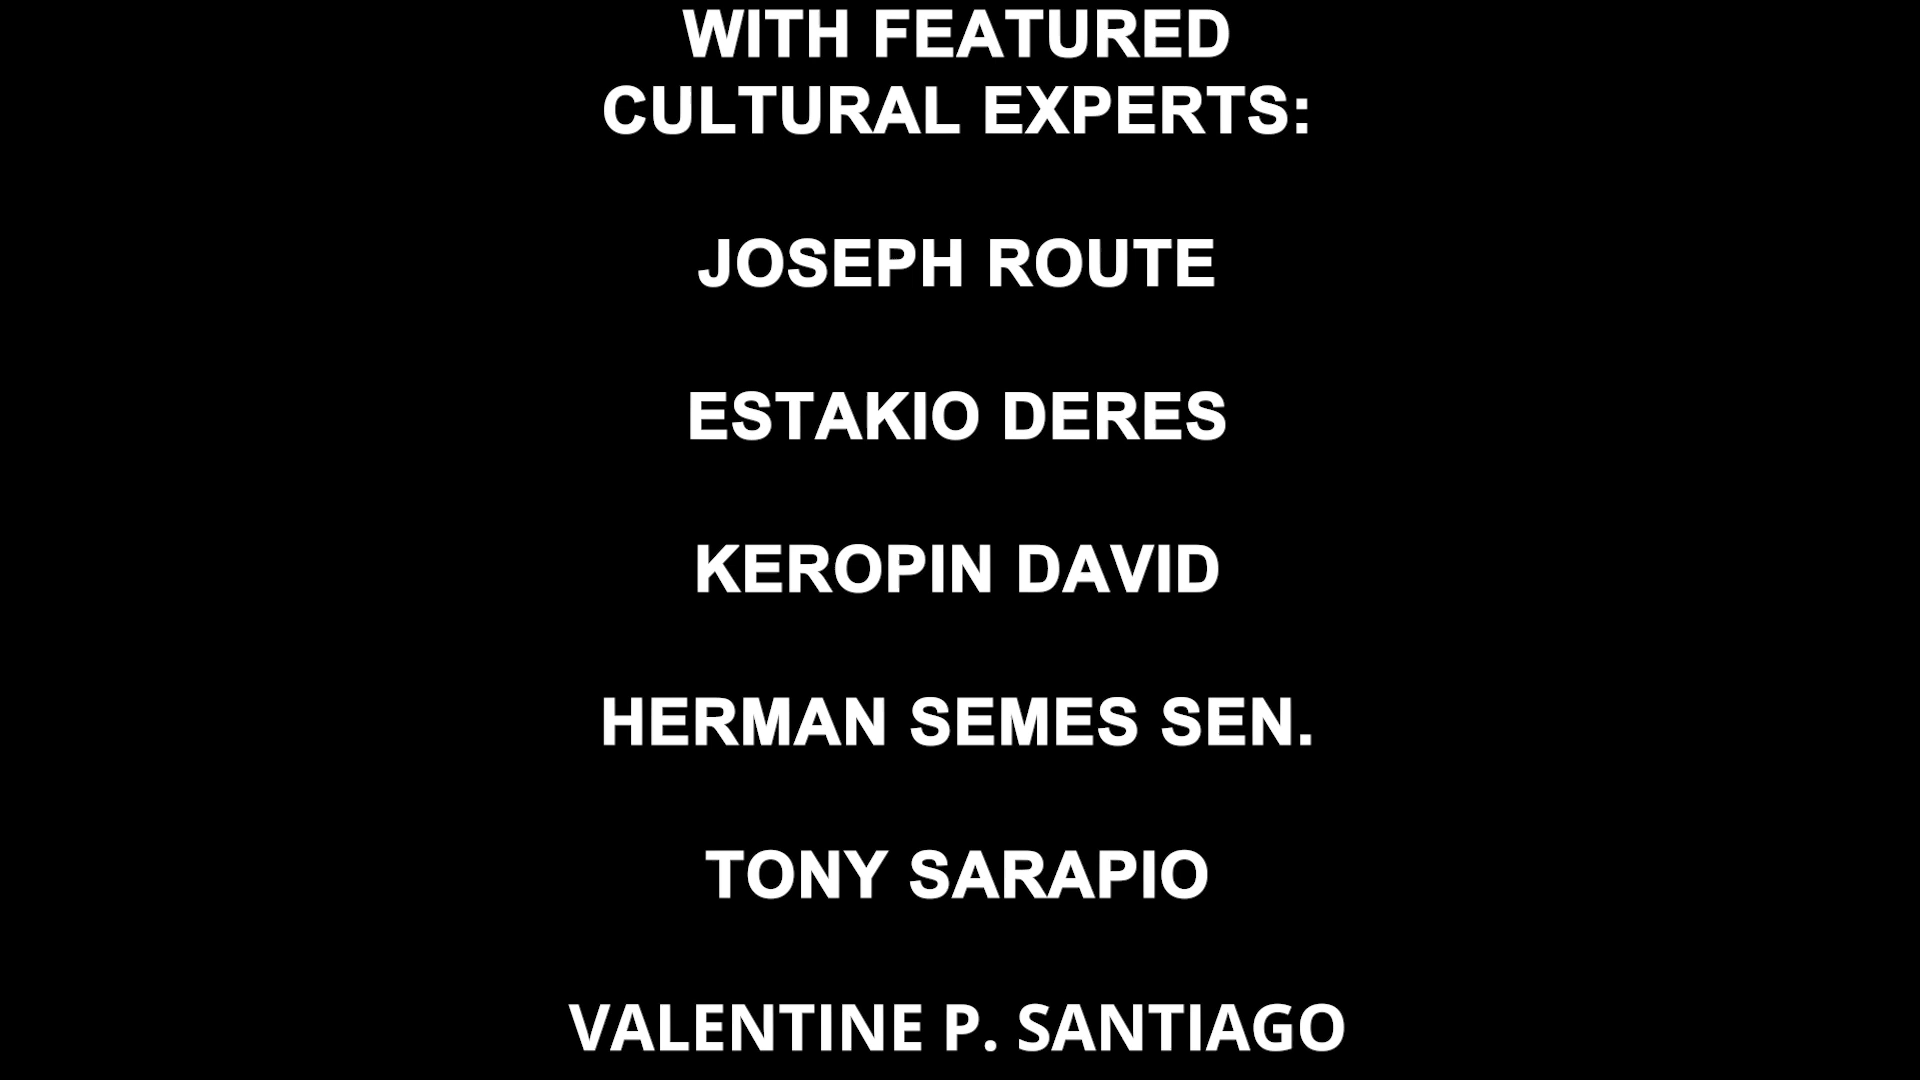 WITH FEATURED
CULTURAL EXPERTS:
JOSEPH ROUTE
ESTAKIO DERES
KEROPIN DAVID
HERMAN SEMES SEN.
TONY SARAPIO
VALENTINE P. SANTIAGO